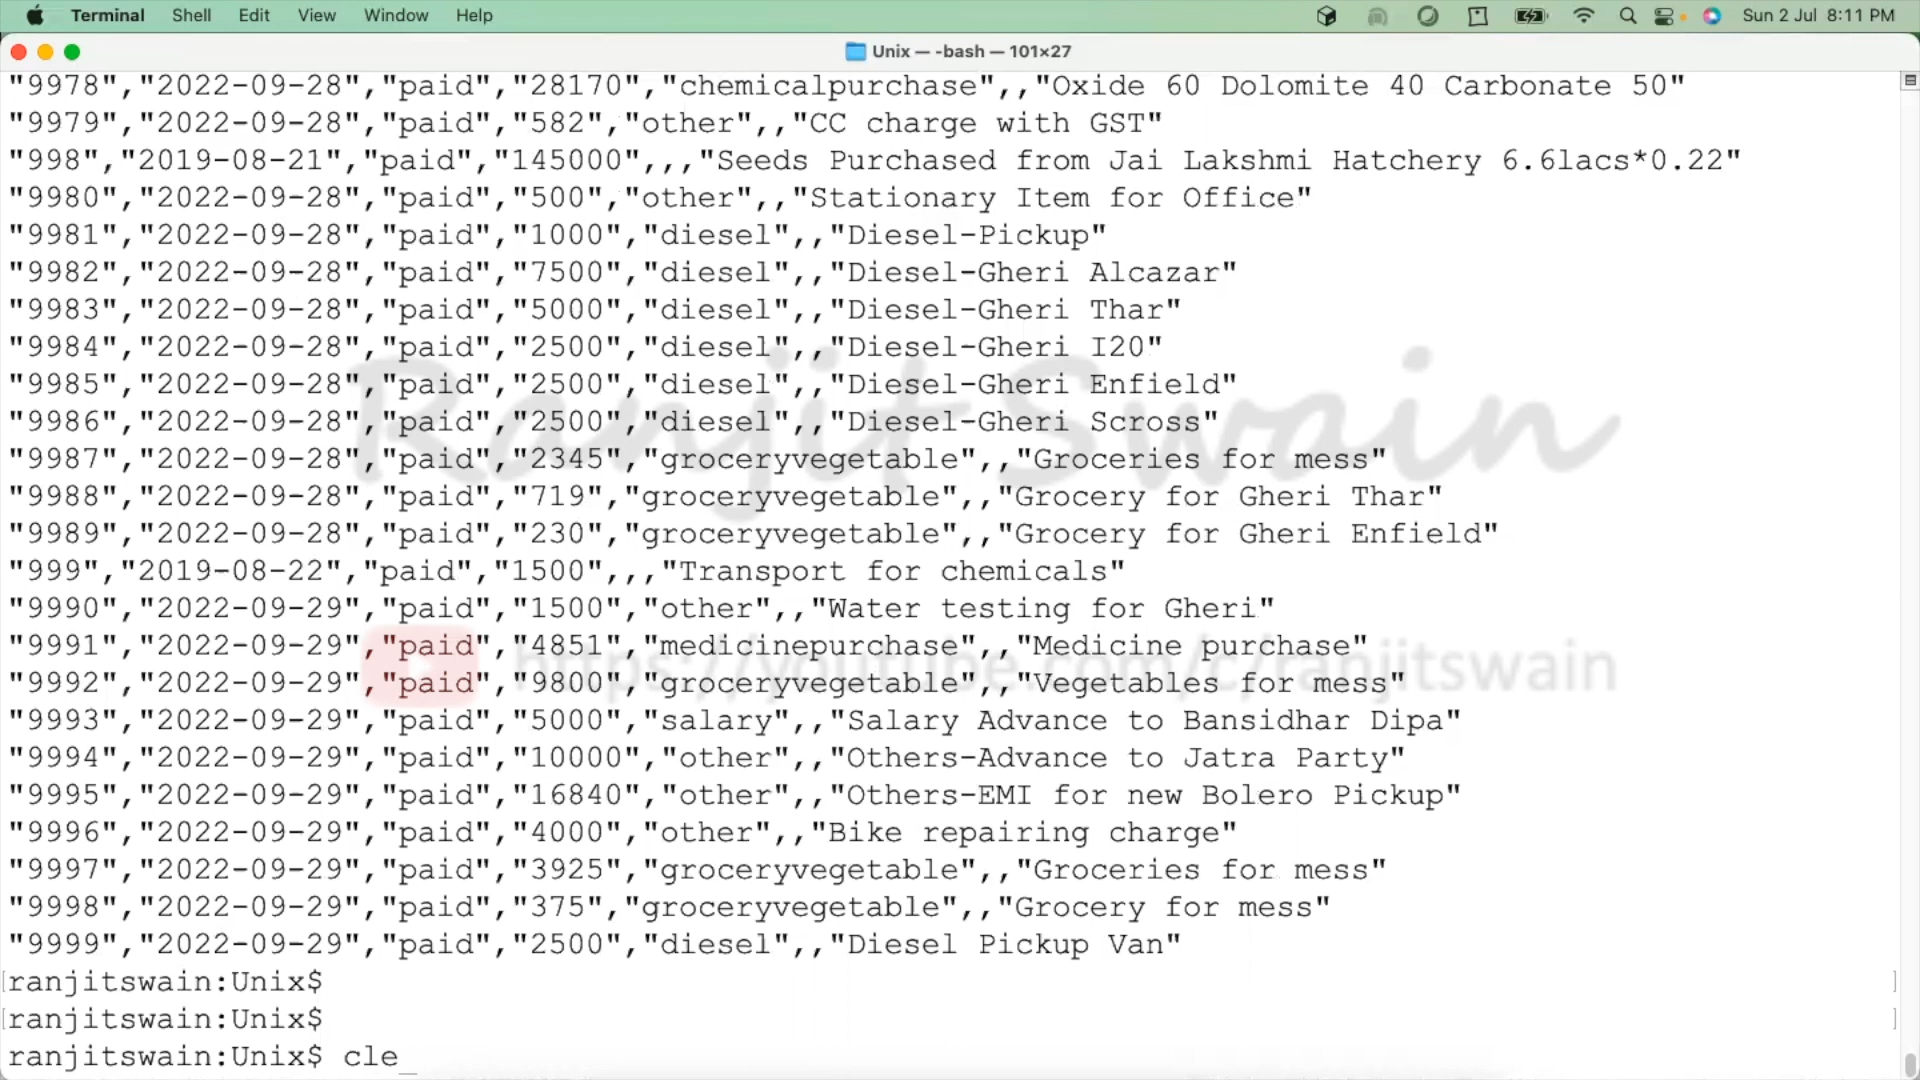 Terminal Shell Edit View Window Help Sun 2 Jul 8:11 PM
Unix — -bash — 101×27
"9978","2022-09-28","paid","28170","chemicalpurchase",,"Oxide 60 Dolomite 40 Carbonate 50"
"9979","2022-09-28","paid","582","other",,"CC charge with GST"
"998","2019-08-21","paid","145000",,,"Seeds Purchased from Jai Lakshmi Hatchery 6.6lacs*0.22"
"9980","2022-09-28","paid","500","other",,"Stationary Item for Office"
"9981","2022-09-28","paid","1000","diesel",,"Diesel-Pickup"
"9982","2022-09-28","paid","7500","diesel",,"Diesel-Gheri Alcazar"
"9983","2022-09-28","paid","5000","diesel",,"Diesel-Gheri Thar"
"9984","2022-09-28","paid","2500","diesel",,"Diesel-Gheri I20"
"9985","2022-09-28","paid","2500","diesel",,"Diesel-Gheri Enfield"
"9986","2022-09-28","paid","2500","diesel",,"Diesel-Gheri Scross"
Ranjit Swain
"9987","2022-09-28","paid","2345","groceryvegetable",,"Groceries for mess"
"9988","2022-09-28","paid","719","groceryvegetable",,"Grocery for Gheri Thar"
"9989","2022-09-28","paid","230","groceryvegetable",,"Grocery for Gheri Enfield"
"999","2019-08-22","paid","1500",,,"Transport for chemicals"
"9990","2022-09-29","paid","1500","other",,"Water testing for Gheri"
"9991","2022-09-29","paid","4851","medicinepurchase",,"Medicine purchase"
https://youtube.com/c/ranjitswain
"9992","2022-09-29","paid","9800","groceryvegetable",,"Vegetables for mess"
"9993","2022-09-29","paid","5000","salary",,"Salary Advance to Bansidhar Dipa"
"9994","2022-09-29","paid","10000","other",,"Others-Advance to Jatra Party"
"9995","2022-09-29","paid","16840","other",,"Others-EMI for new Bolero Pickup"
"9996","2022-09-29","paid","4000","other",,"Bike repairing charge"
"9997","2022-09-29","paid","3925","groceryvegetable",,"Groceries for mess"
"9998","2022-09-29","paid","375","groceryvegetable",,"Grocery for mess"
"9999","2022-09-29","paid","2500","diesel",,"Diesel Pickup Van"
[ranjitswain:Unix$ ]
[ranjitswain:Unix$ ]
ranjitswain:Unix$ cle_